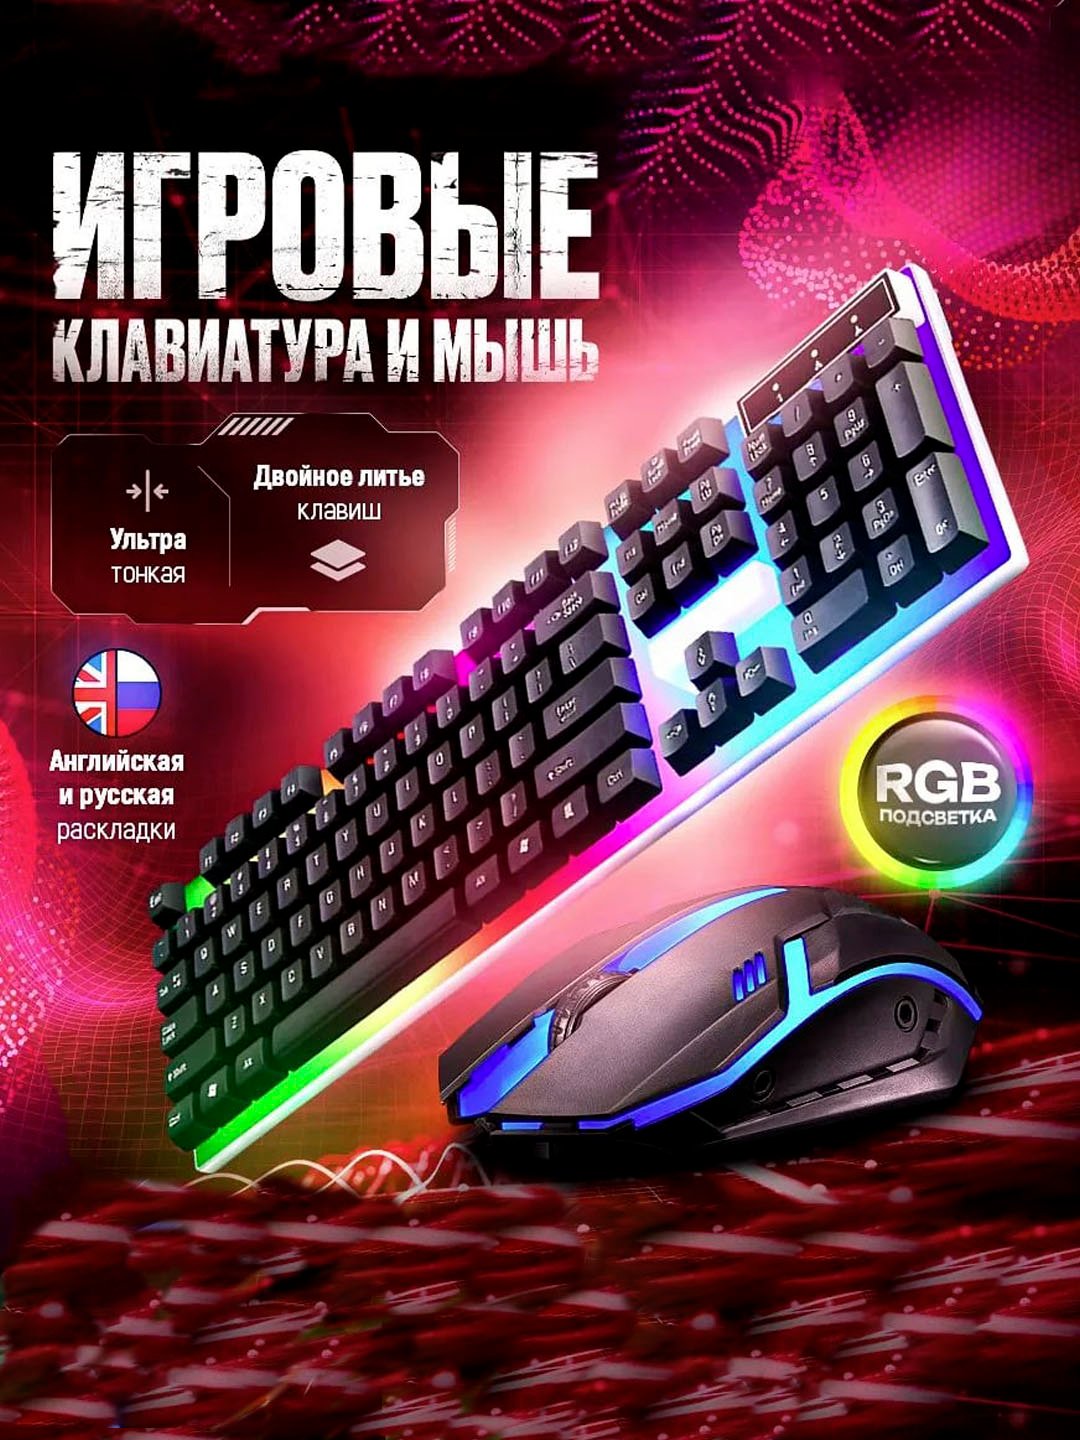 ИГРОВЫЕ
КЛАВИАТУРА И МЫШЬ
Двойное литье
клавиш
Ультра
тонкая
Английская
и русская
раскладки
RGB
ПОДСВЕТКА